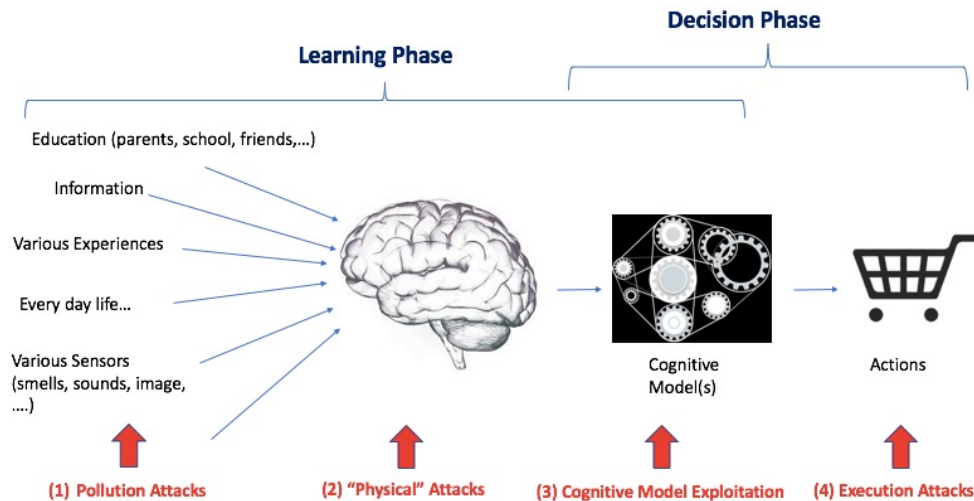 Decision Phase
Learning Phase
Education (parents, school, friends,...)
Information
Various Experiences
Every day life...
Various Sensors
(smells, sounds, image,
....)
Cognitive
Model(s)
Actions
(1) Pollution Attacks
(2) “Physical” Attacks
(3) Cognitive Model Exploitation
(4) Execution Attacks